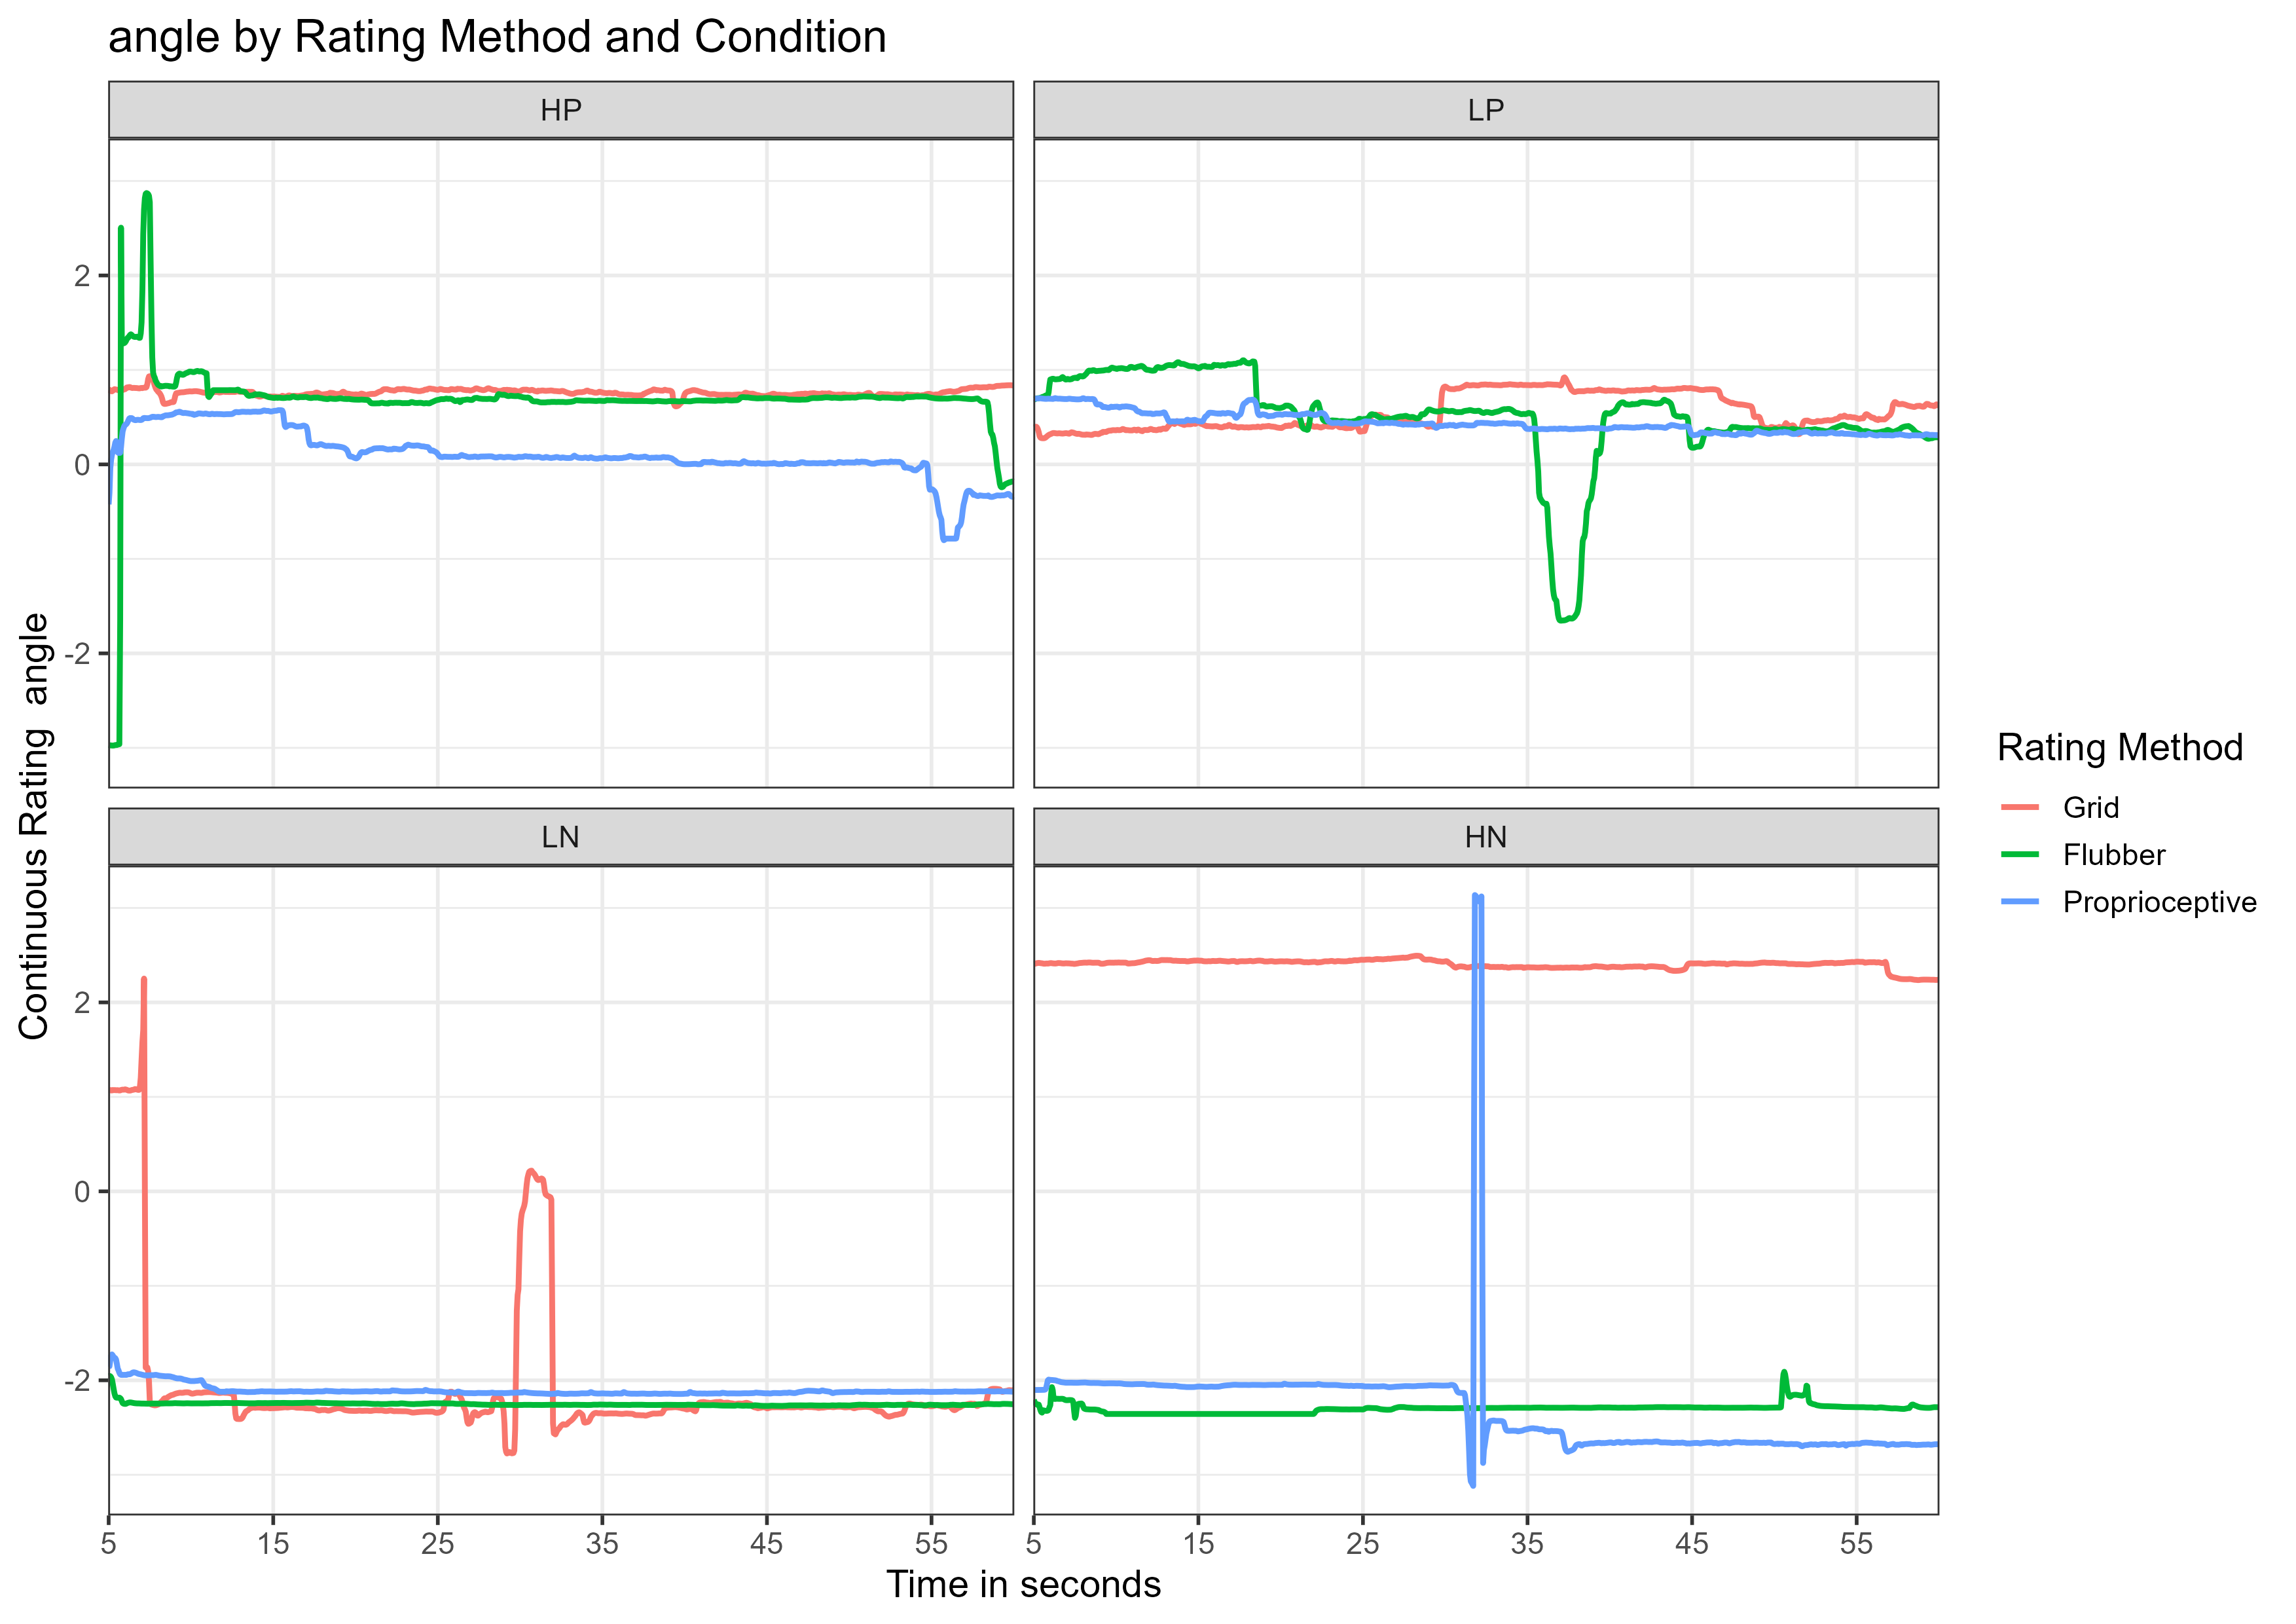 angle by Rating Method and Condition
HP
LP
2
0
-2
LN
HN
2
0
-2
5 15 25 35 45 55
5 15 25 35 45 55
Time in seconds
Continuous Rating  angle
Rating Method
Grid
Flubber
Proprioceptive